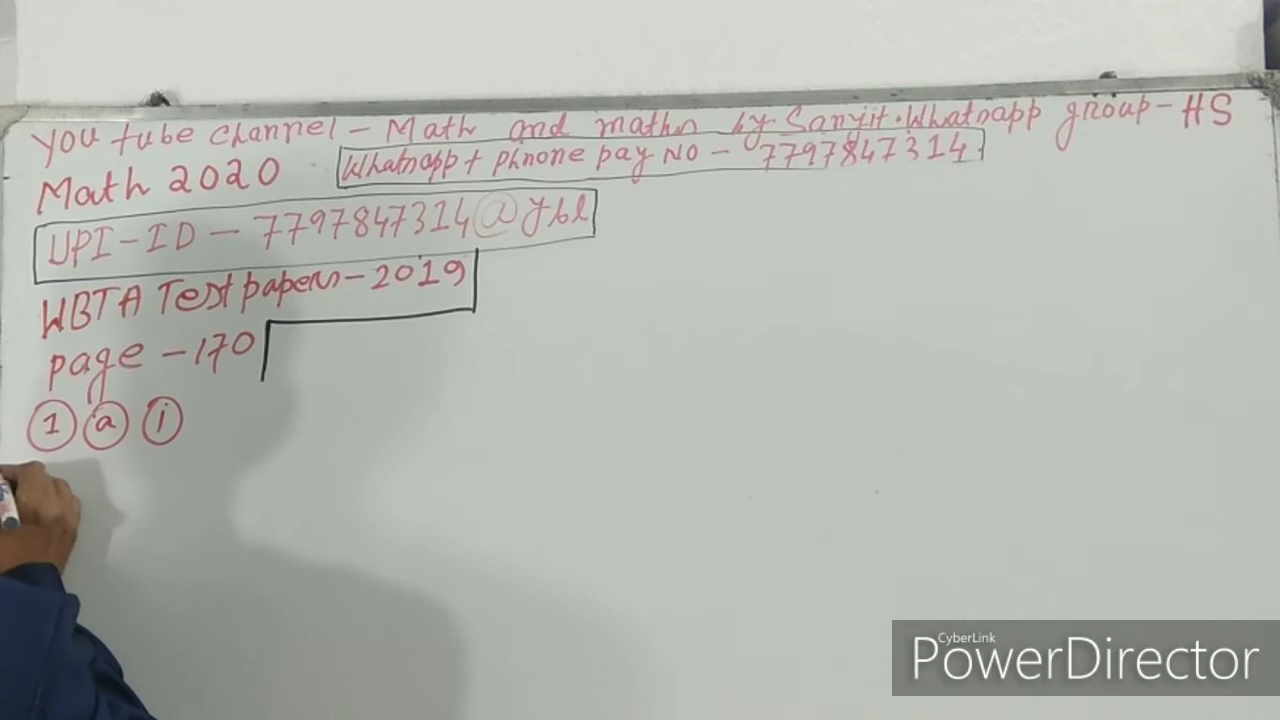 You tube channel - Math and maths by Sanjit. Whatsapp group - HS
Math 2020
Whatsapp + phnone pay NO - 7797847314
UPI-ID - 7797847314@ybl
WBTA Test papers - 2019
page - 170
1 a i
CyberLink
PowerDirector